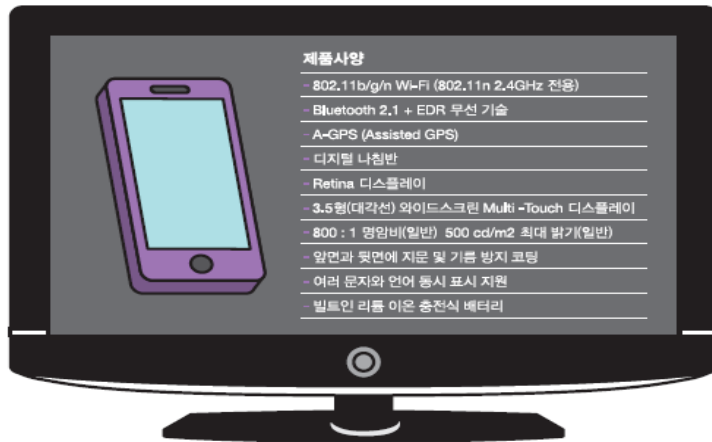 제품사양
- 802.11b/g/n Wi-Fi (802.11n 2.4GHz 전용)
- Bluetooth 2.1 + EDR 무선 기술
- A-GPS (Assisted GPS)
- 디지털 나침반
- Retina 디스플레이
- 3.5형(대각선) 와이드스크린 Multi -Touch 디스플레이
- 800 : 1 명암비(일반) 500 cd/m2 최대 밝기(일반)
- 앞면과 뒷면에 지문 및 기름 방지 코팅
- 여러 문자와 언어 동시 표시 지원
- 빌트인 리튬 이온 충전식 배터리